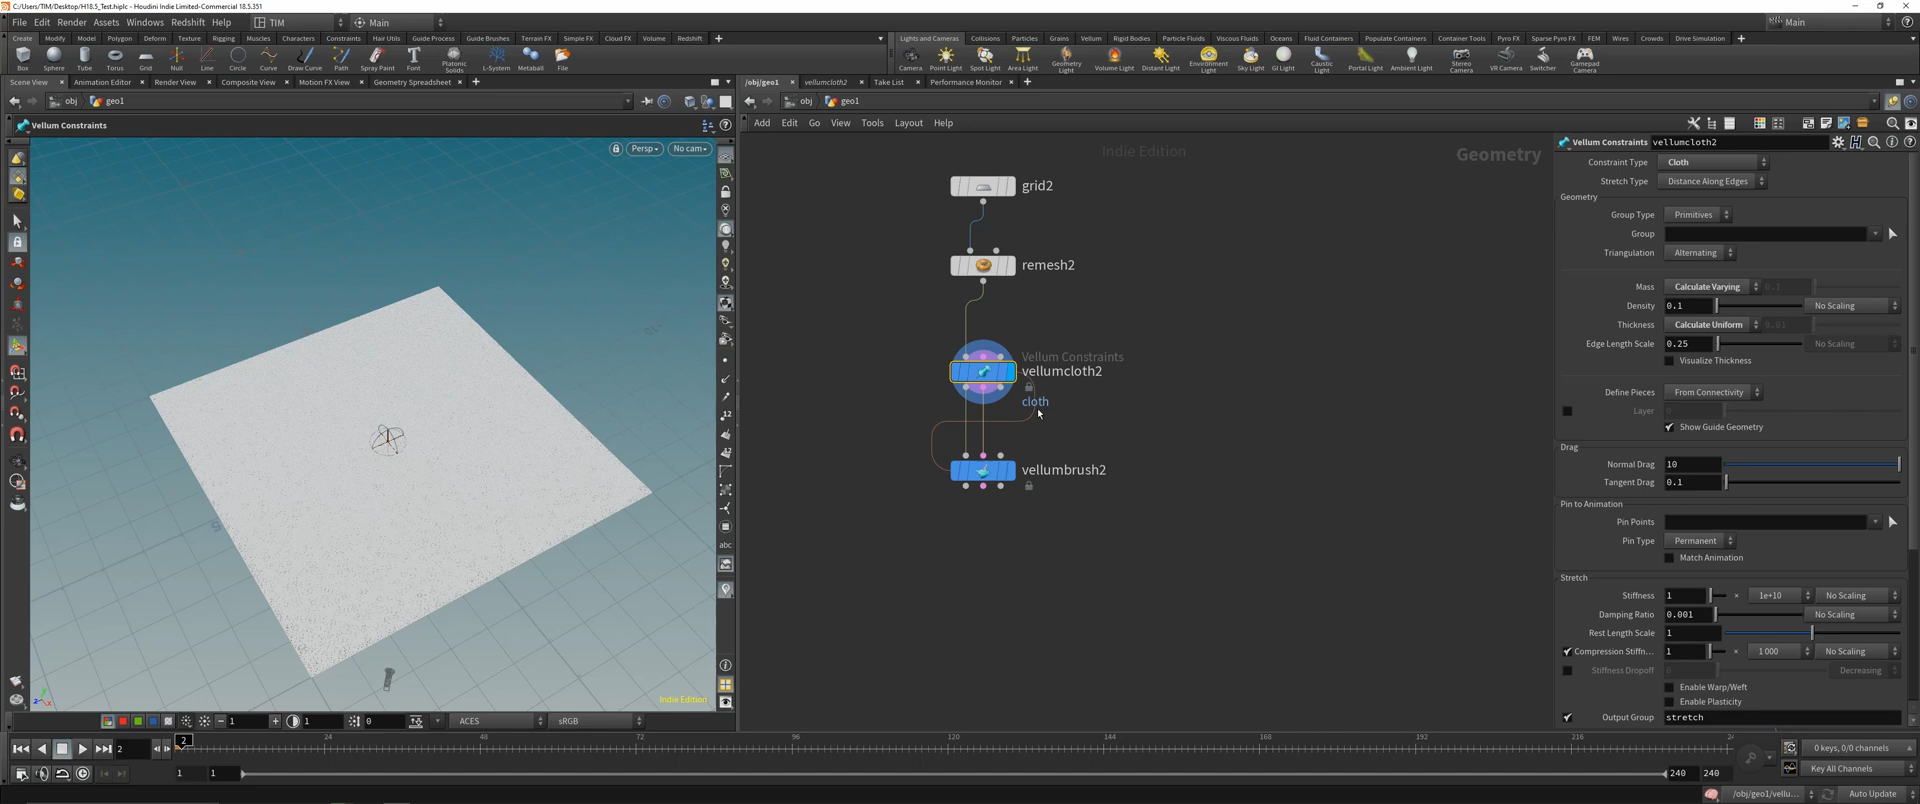 C:/Users/TIM/Desktop/H18.5_Test.hiplc - Houdini Indie Limited-Commercial 18.5.351
File Edit Render Assets Windows Redshift Help TIM Main Main
Create Modify Model Polygon Deform Texture Rigging Muscles Characters Constraints Hair Utils Guide Process Guide Brushes Terrain FX Simple FX Cloud FX Volume Redshift
Lights and Cameras Collisions Particles Grains Vellum Rigid Bodies Particle Fluids Viscous Fluids Oceans Fluid Containers Populate Containers Container Tools Pyro FX Sparse Pyro FX FEM Wires Crowds Drive Simulation
Box Sphere Tube Torus Grid Null Line Circle Curve Draw Curve Path Spray Paint Font Platonic Solids L-System Metaball File
Camera Point Light Spot Light Area Light Geometry Light Volume Light Distant Light Environment Light Sky Light GI Light Caustic Light Portal Light Ambient Light Stereo Camera VR Camera Switcher Gamepad Camera
Scene View Animation Editor Render View Composite View Motion FX View Geometry Spreadsheet
/obj/geo1 vellumcloth2 Take List Performance Monitor
obj geo1
obj geo1
Vellum Constraints
Add Edit Go View Tools Layout Help
Persp No cam
Indie Edition
Geometry
grid2
remesh2
Vellum Constraints
vellumcloth2
cloth
vellumbrush2
Indie Edition
Vellum Constraints vellumcloth2
Constraint Type Cloth
Stretch Type Distance Along Edges
Geometry
Group Type Primitives
Group
Triangulation Alternating
Mass Calculate Varying 0.1
Density 0.1 No Scaling
Thickness Calculate Uniform 0.01
Edge Length Scale 0.25 No Scaling
Visualize Thickness
Define Pieces From Connectivity
Layer 0
Show Guide Geometry
Drag
Normal Drag 10
Tangent Drag 0.1
Pin to Animation
Pin Points
Pin Type Permanent
Match Animation
Stretch
Stiffness 1 × 1e+10 No Scaling
Damping Ratio 0.001 No Scaling
Rest Length Scale 1
Compression Stiffn... 1 × 1000 No Scaling
Stiffness Dropoff 0 Decreasing
Enable Warp/Weft
Enable Plasticity
Output Group stretch
1 1 0 ACES sRGB
2 2 24 48 72 96 120 144 168 192 216
0 keys, 0/0 channels
1 1 240 240 Key All Channels
/obj/geo1/vellu... Auto Update